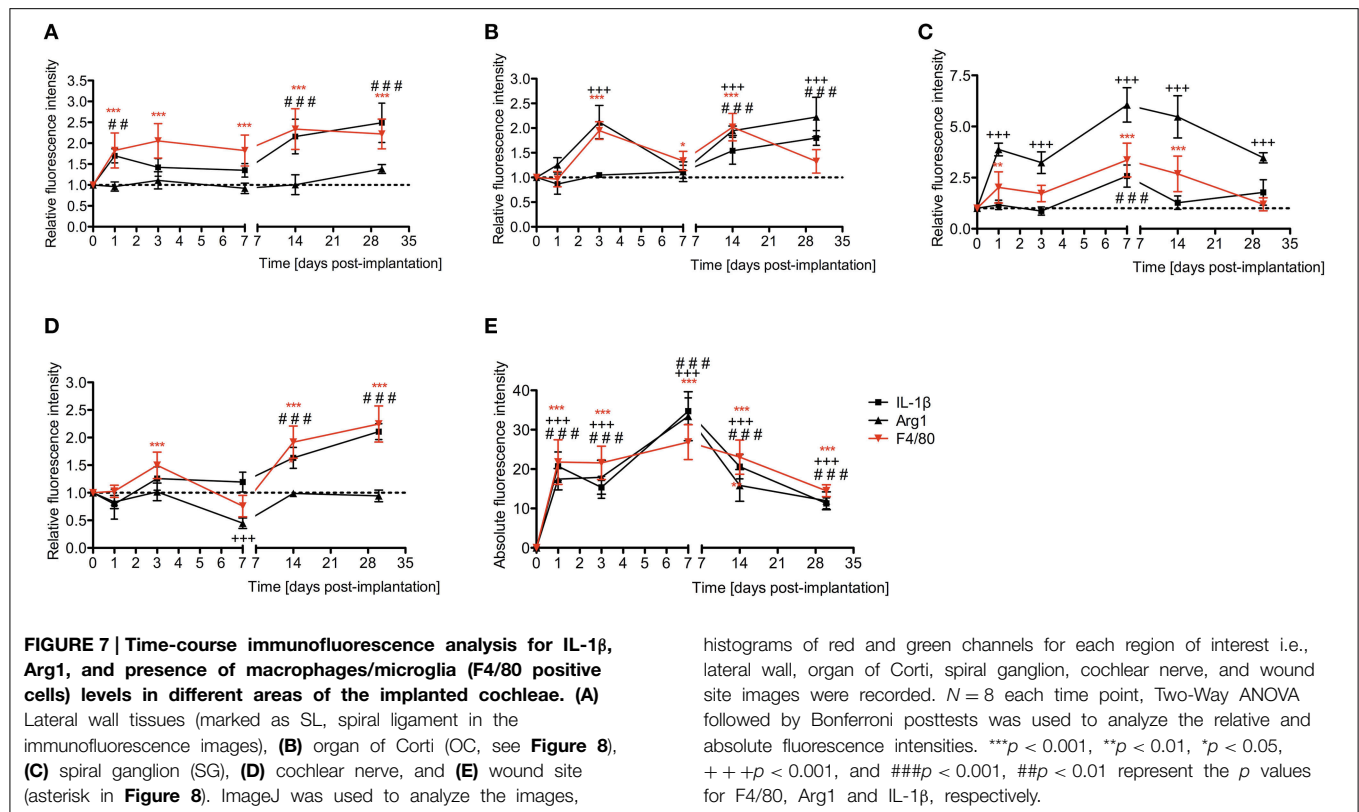 A
Relative fluorescence intensity
3.5
3.0
2.5
2.0
1.5
1.0
0.5
0.0
***
##
***
***
***
###
###
***
0 1 2 3 4 5 6 7 7 14 21 28 35
Time [days post-implantation]
B
Relative fluorescence intensity
3.0
2.5
2.0
1.5
1.0
0.5
0.0
+++
***
*
+++
***
###
+++
###
0 1 2 3 4 5 6 7 7 14 21 28 35
Time [days post-implantation]
C
Relative fluorescence intensity
7.5
5.0
2.5
0.0
+++
**
+++
+++
***
###
+++
***
+++
0 1 2 3 4 5 6 7 7 14 21 28 35
Time [days post-implantation]
D
Relative fluorescence intensity
3.0
2.5
2.0
1.5
1.0
0.5
0.0
***
+++
***
###
***
###
0 1 2 3 4 5 6 7 7 14 21 28 35
Time [days post-implantation]
E
Absolute fluorescence intensity
40
30
20
10
0
***
+++
###
***
+++
###
###
+++
***
***
+++
###
**
***
+++
###
0 1 2 3 4 5 6 7 7 14 21 28 35
Time [days post-implantation]
IL-1β
Arg1
F4/80
FIGURE 7 | Time-course immunofluorescence analysis for IL-1β,
Arg1, and presence of macrophages/microglia (F4/80 positive
cells) levels in different areas of the implanted cochleae. (A)
Lateral wall tissues (marked as SL, spiral ligament in the
immunofluorescence images), (B) organ of Corti (OC, see Figure 8),
(C) spiral ganglion (SG), (D) cochlear nerve, and (E) wound site
(asterisk in Figure 8). ImageJ was used to analyze the images,
histograms of red and green channels for each region of interest i.e.,
lateral wall, organ of Corti, spiral ganglion, cochlear nerve, and wound
site images were recorded. N = 8 each time point, Two-Way ANOVA
followed by Bonferroni posttests was used to analyze the relative and
absolute fluorescence intensities. ***p < 0.001, **p < 0.01, *p < 0.05,
+ + +p < 0.001, and ###p < 0.001, ##p < 0.01 represent the p values
for F4/80, Arg1 and IL-1β, respectively.